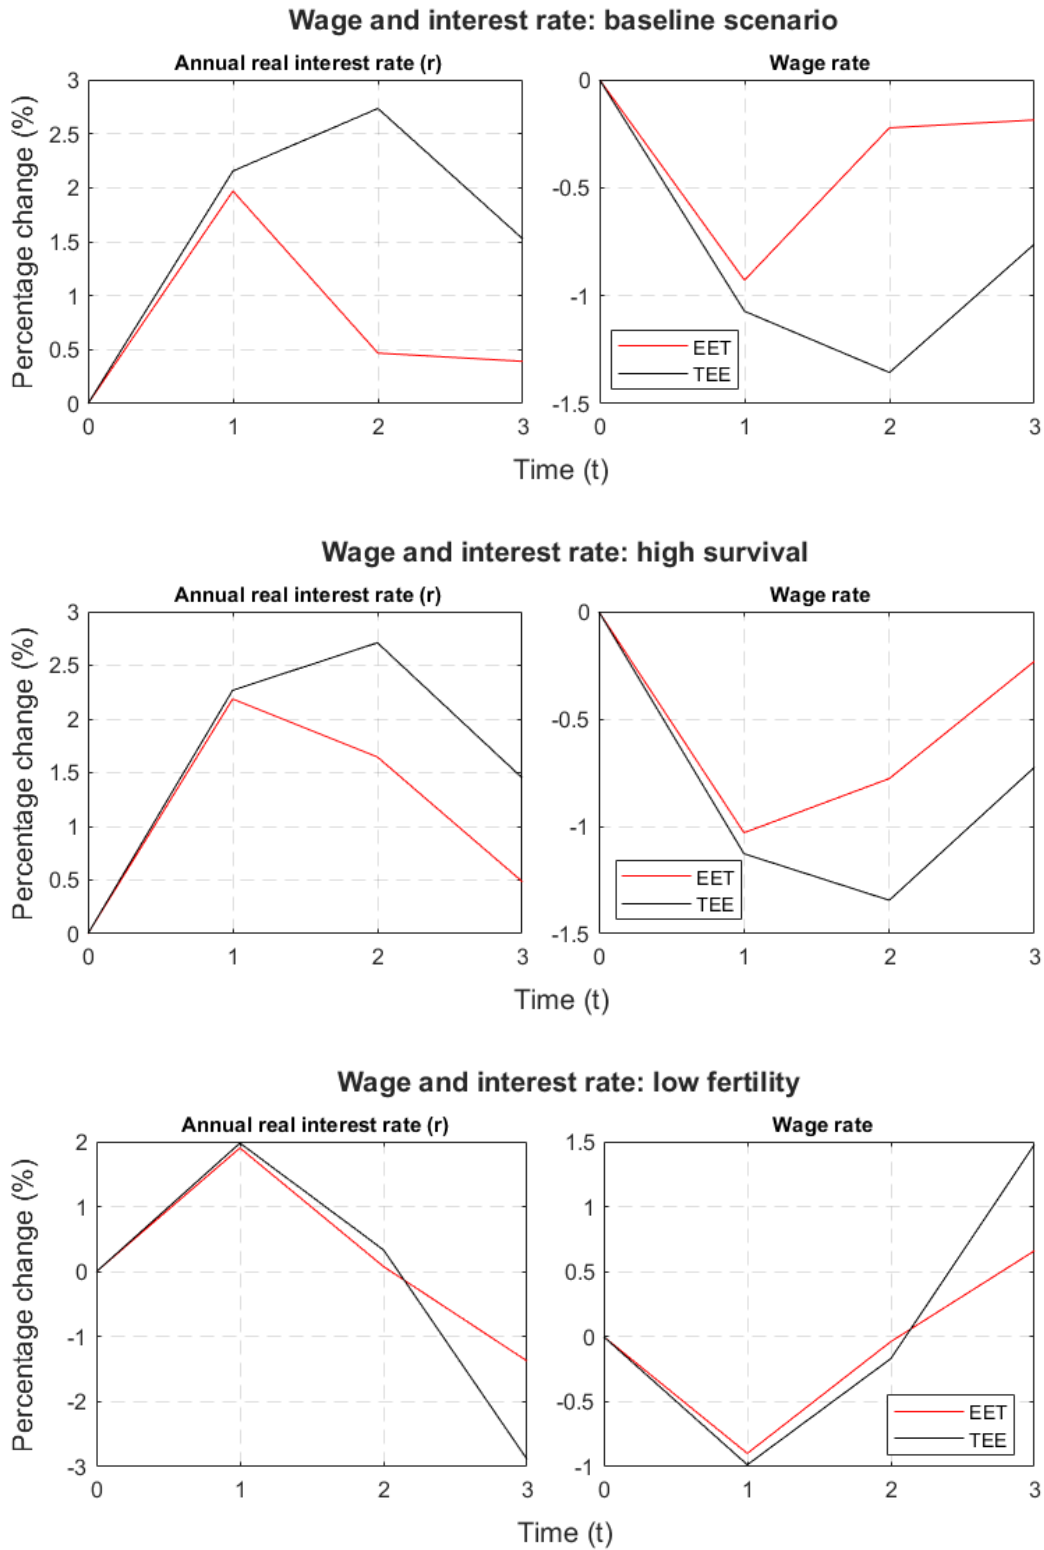 Wage and interest rate: baseline scenario
Annual real interest rate (r)
Wage rate
Percentage change (%)
3
2.5
2
1.5
1
0.5
0
0 1 2 3
0
-0.5
-1
-1.5
0 1 2 3
EET
TEE
Time (t)
Wage and interest rate: high survival
Annual real interest rate (r)
Wage rate
Percentage change (%)
3
2.5
2
1.5
1
0.5
0
0 1 2 3
0
-0.5
-1
-1.5
0 1 2 3
EET
TEE
Time (t)
Wage and interest rate: low fertility
Annual real interest rate (r)
Wage rate
Percentage change (%)
2
1
0
-1
-2
-3
0 1 2 3
1.5
1
0.5
0
-0.5
-1
0 1 2 3
EET
TEE
Time (t)